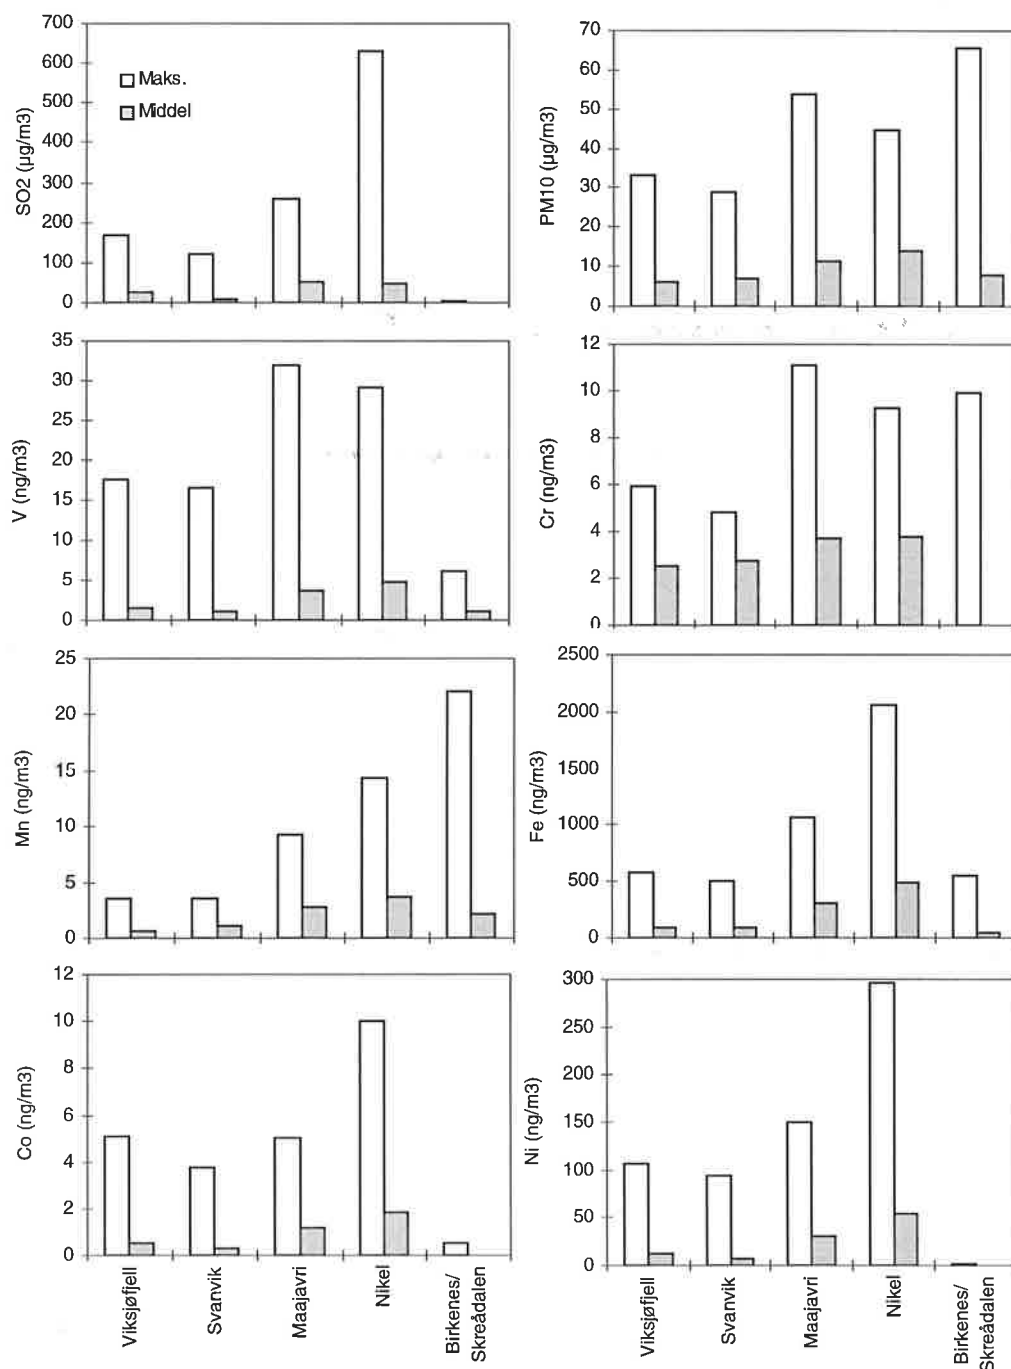 700
600
500
400
300
200
100
0
SO2 (µg/m3)
Maks.
Middel
70
60
50
40
30
20
10
0
PM10 (µg/m3)
35
30
25
20
15
10
5
0
V (ng/m3)
12
10
8
6
4
2
0
Cr (ng/m3)
25
20
15
10
5
0
Mn (ng/m3)
2500
2000
1500
1000
500
0
Fe (ng/m3)
12
10
8
6
4
2
0
Co (ng/m3)
Viksjøfjell
Svanvik
Maajavri
Nikel
Birkenes/
Skreådalen
300
250
200
150
100
50
0
Ni (ng/m3)
Viksjøfjell
Svanvik
Maajavri
Nikel
Birkenes/
Skreådalen